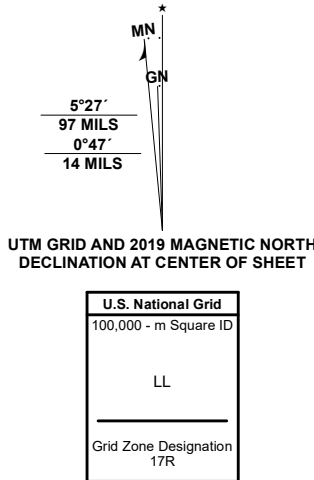 ★
MN
GN
5°27´
97 MILS
0°47´
14 MILS
UTM GRID AND 2019 MAGNETIC NORTH
DECLINATION AT CENTER OF SHEET
U.S. National Grid
100,000 - m Square ID
LL
Grid Zone Designation
17R